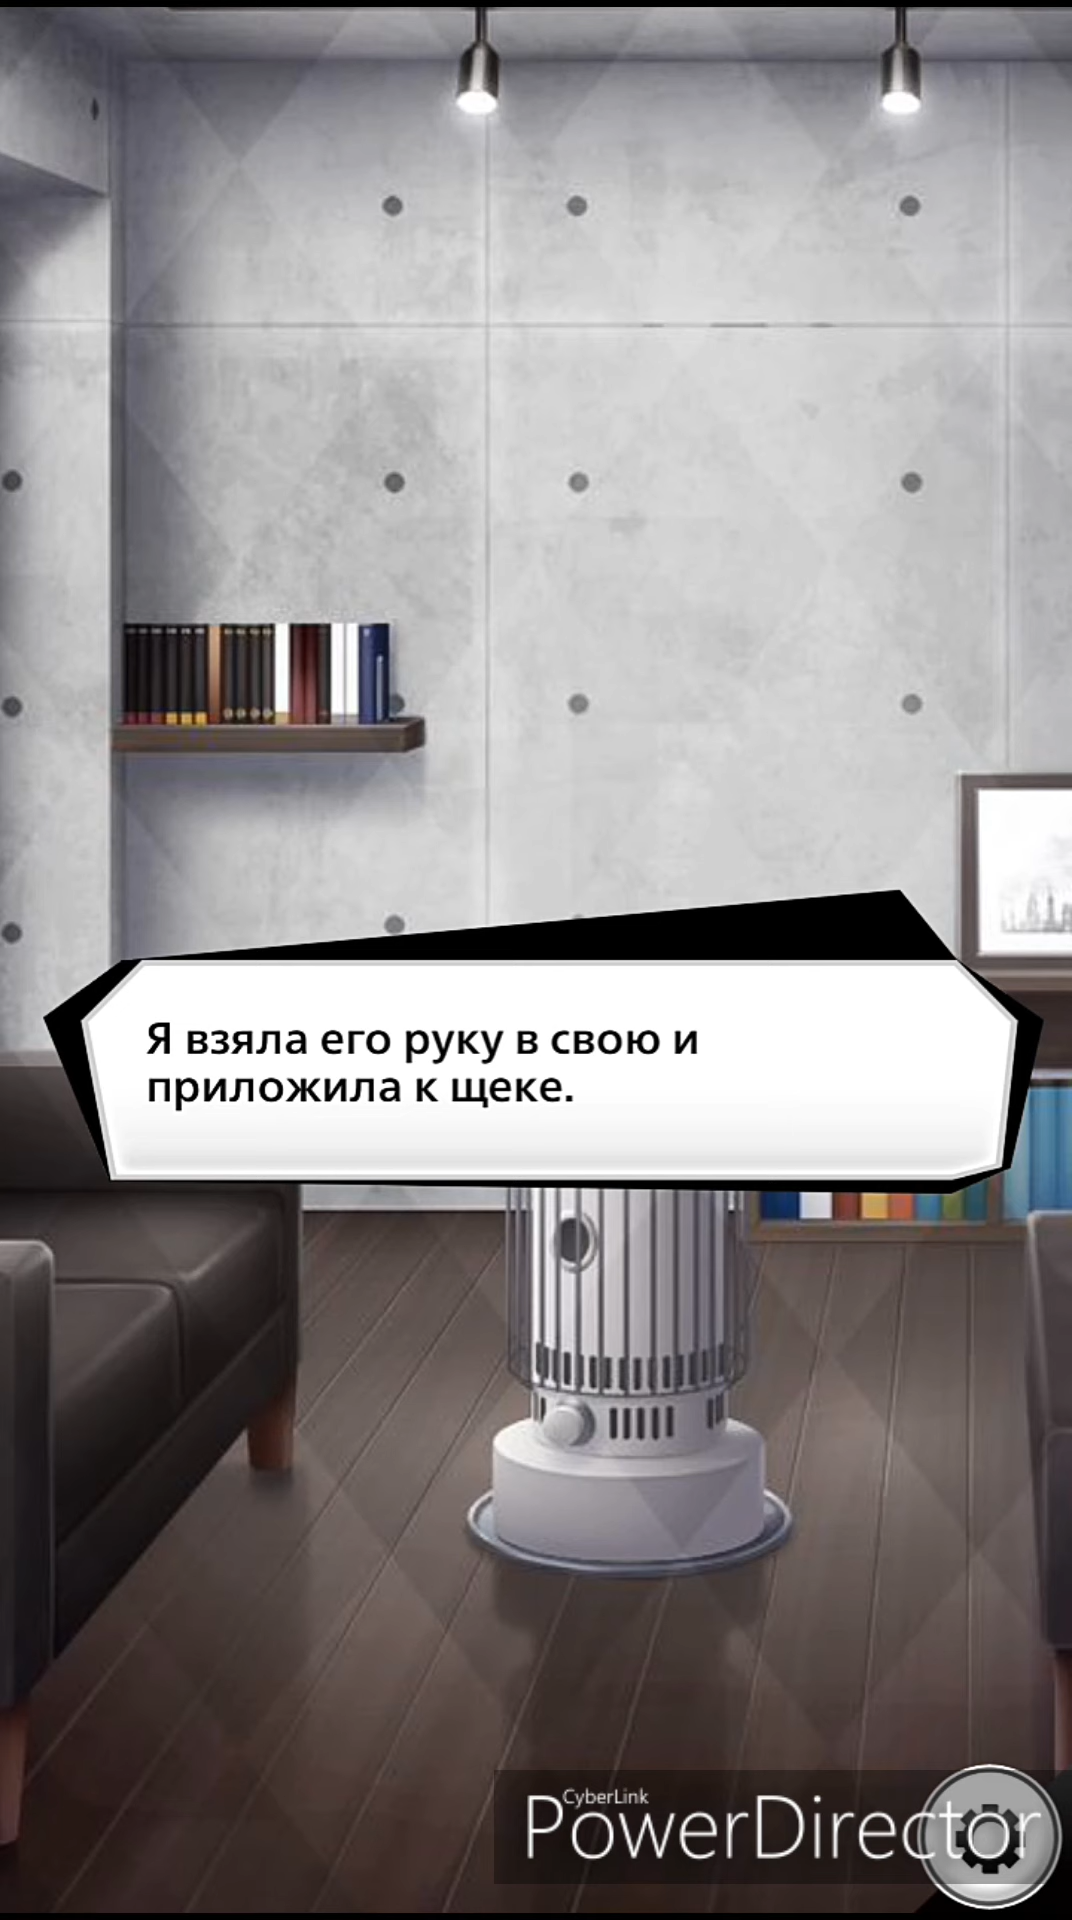 Я взяла его руку в свою и
приложила к щеке.
CyberLink
PowerDirector